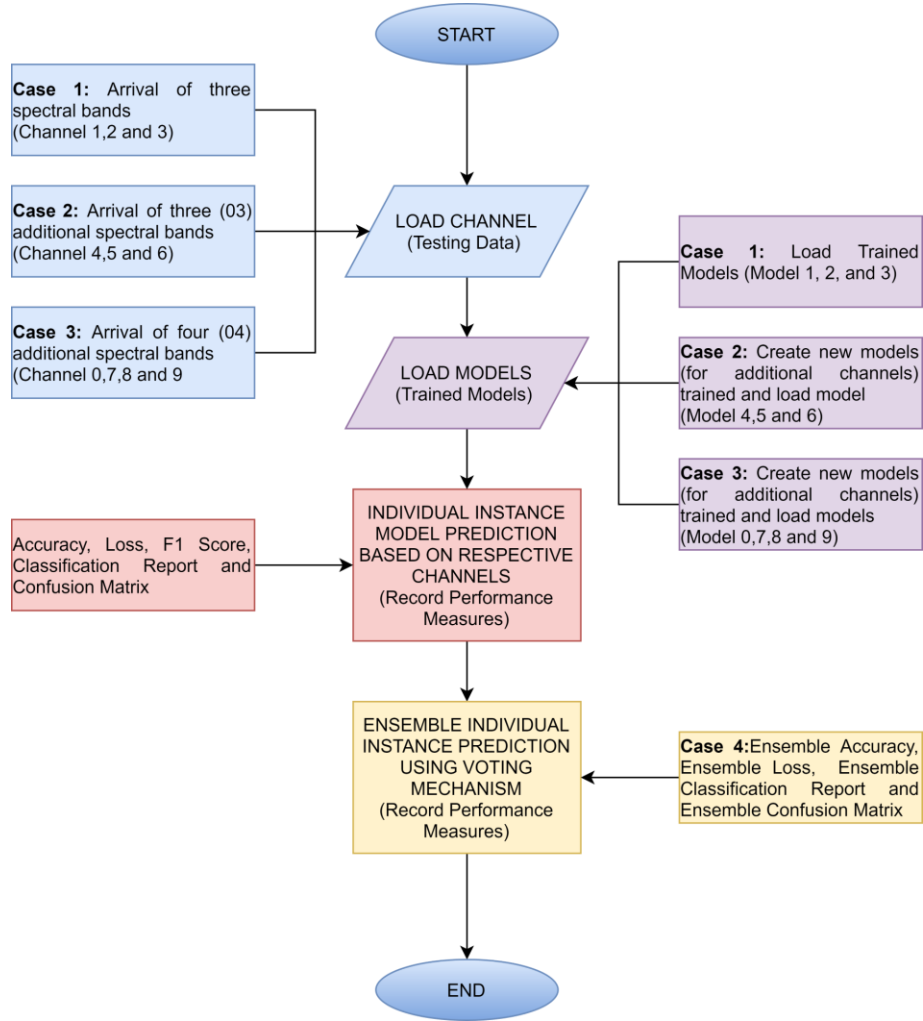 START
Case 1: Arrival of three
spectral bands
(Channel 1,2 and 3)
Case 2: Arrival of three (03)
additional spectral bands
(Channel 4,5 and 6)
Case 3: Arrival of four (04)
additional spectral bands
(Channel 0,7,8 and 9
LOAD CHANNEL
(Testing Data)
Case 1: Load Trained
Models (Model 1, 2, and 3)
Case 2: Create new models
(for additional channels)
trained and load model
(Model 4,5 and 6)
Case 3: Create new models
(for additional channels)
trained and load models
(Model 0,7,8 and 9)
LOAD MODELS
(Trained Models)
Accuracy, Loss, F1 Score,
Classification Report and
Confusion Matrix
INDIVIDUAL INSTANCE
MODEL PREDICTION
BASED ON RESPECTIVE
CHANNELS
(Record Performance
Measures)
ENSEMBLE INDIVIDUAL
INSTANCE PREDICTION
USING VOTING
MECHANISM
(Record Performance
Measures)
Case 4:Ensemble Accuracy,
Ensemble Loss, Ensemble
Classification Report and
Ensemble Confusion Matrix
END